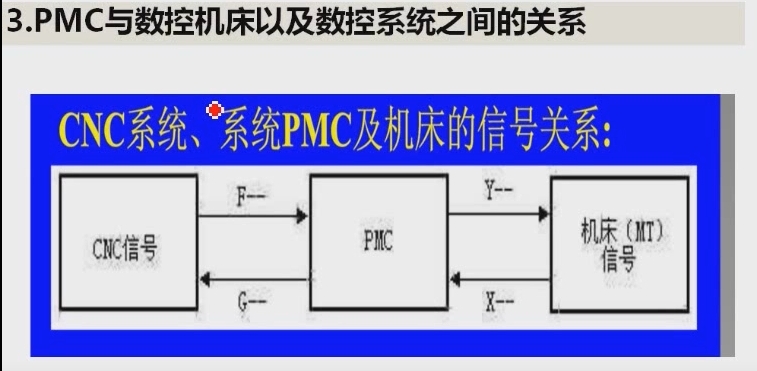 3.PMC与数控机床以及数控系统之间的关系
CNC系统、系统PMC及机床的信号关系:
F--
Y--
CNC信号
PMC
机床（MT）
信号
G--
X--